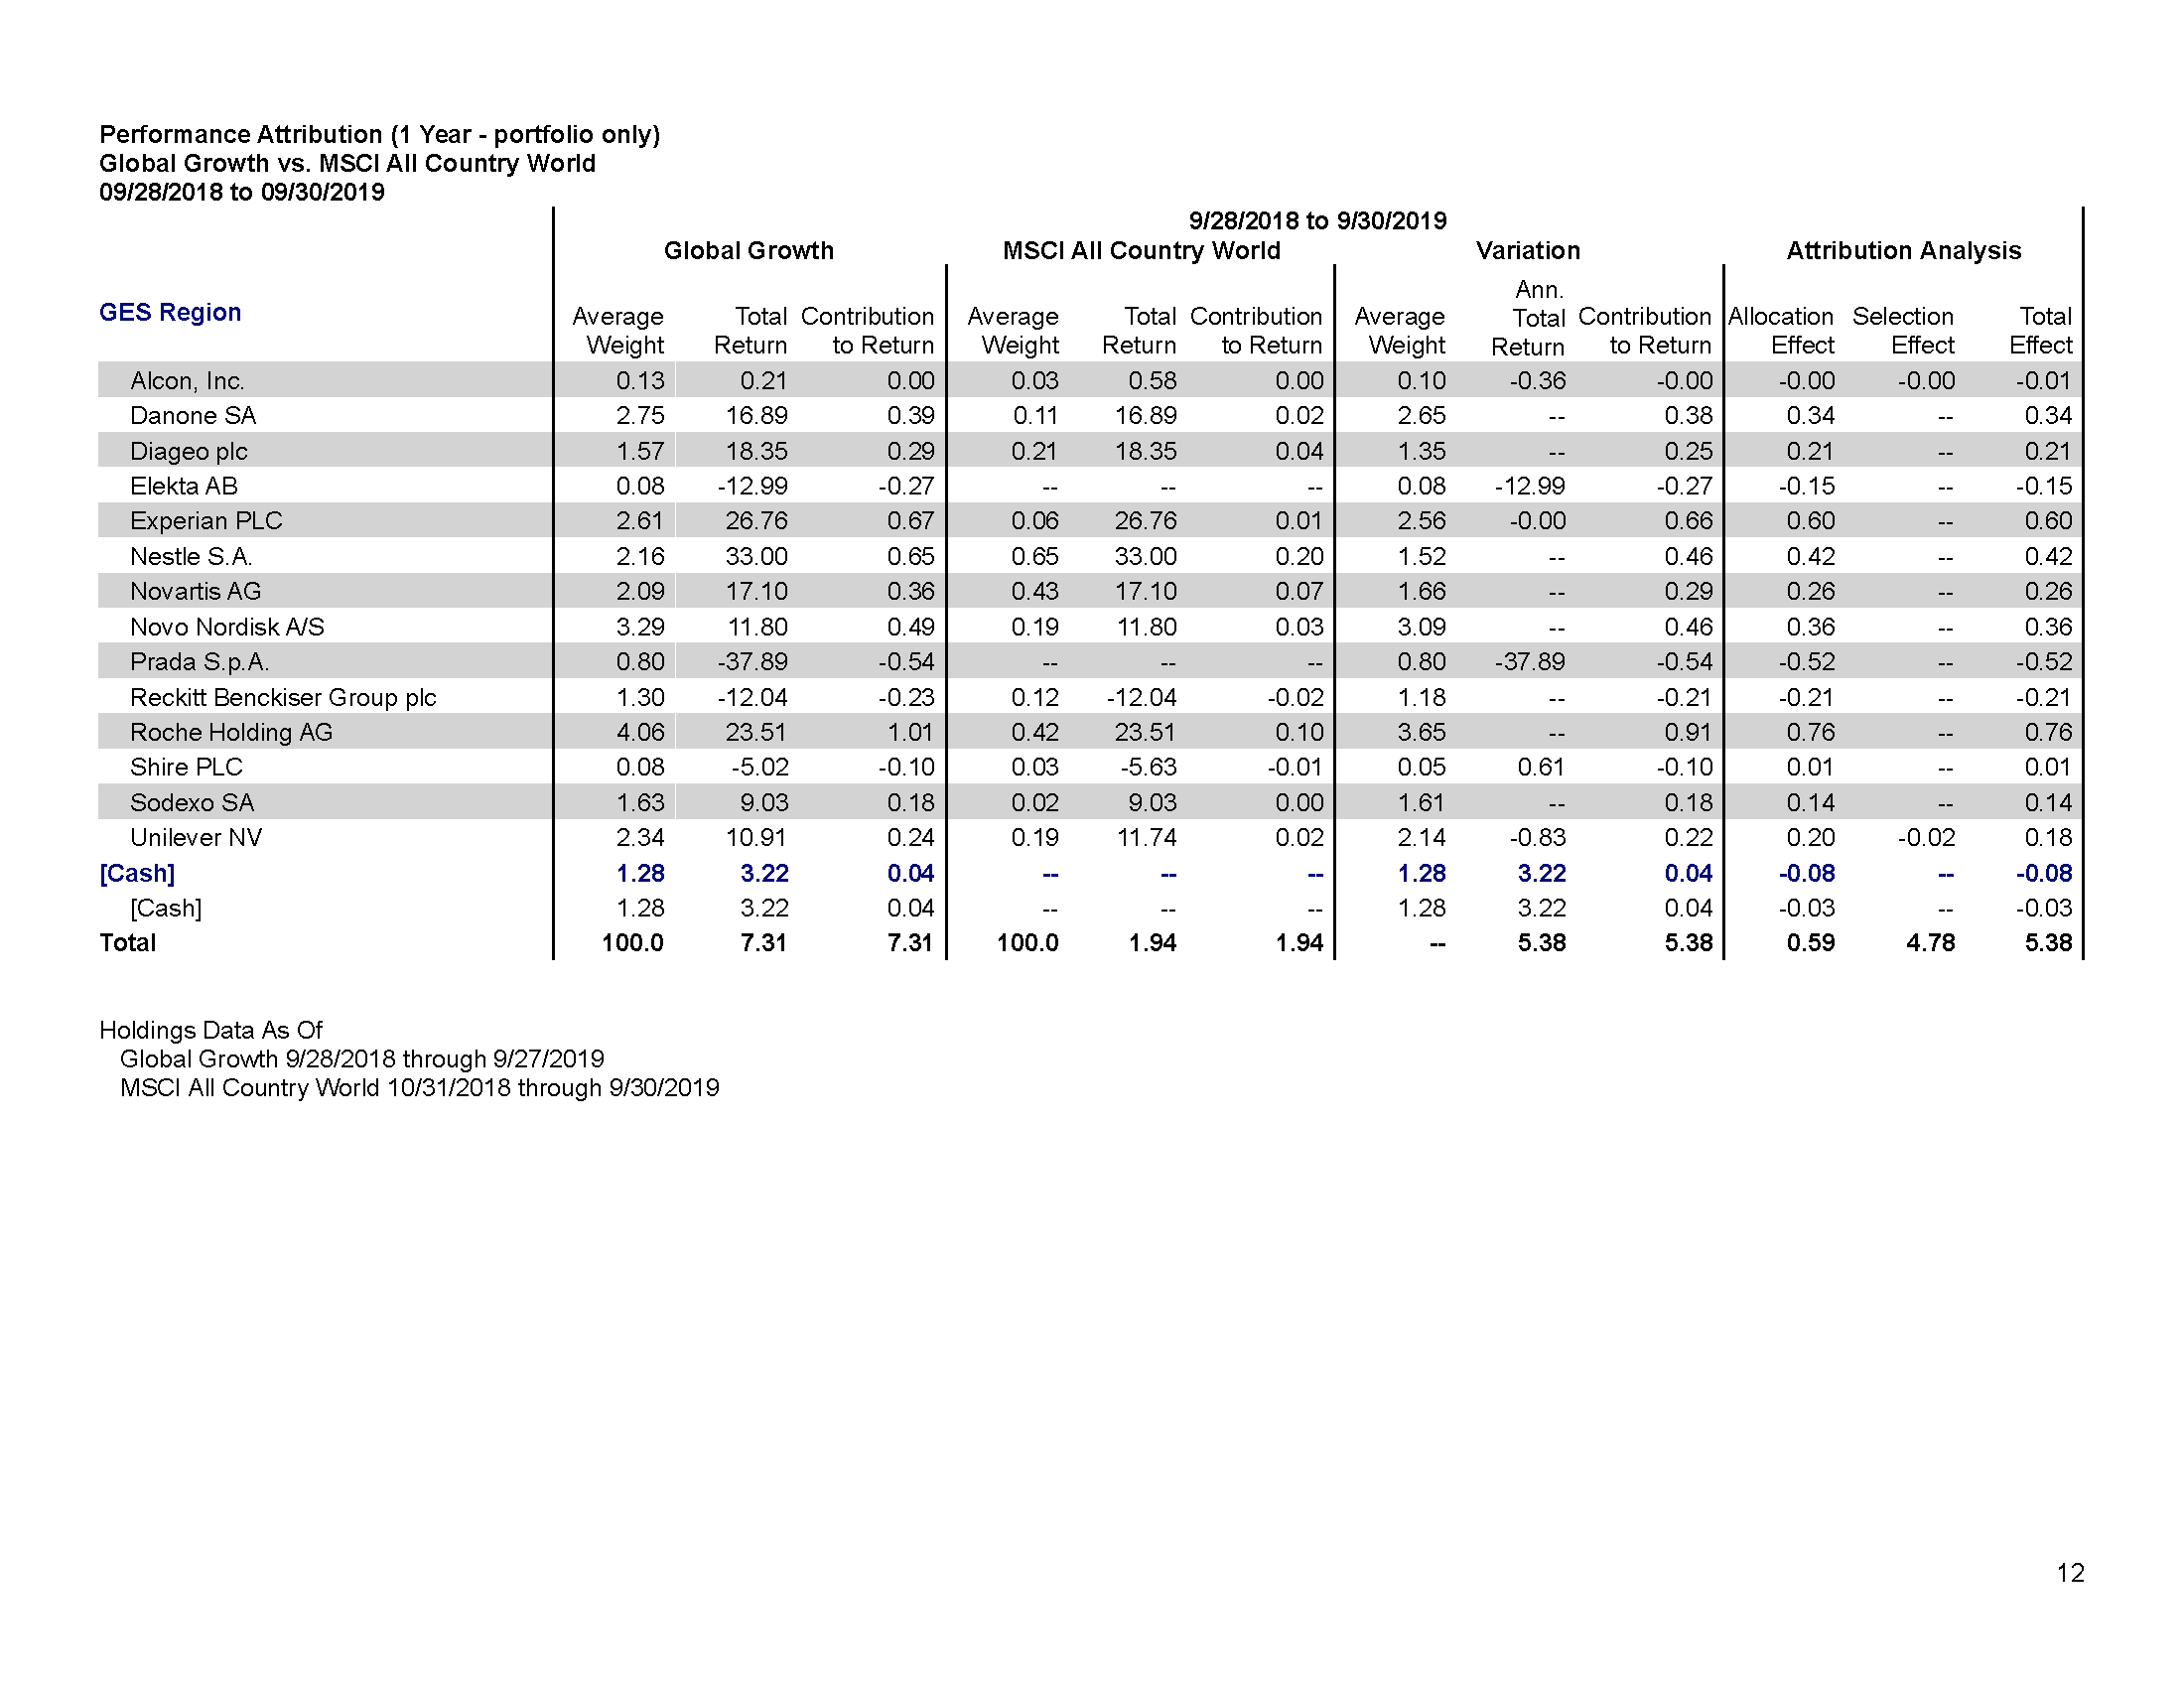 Performance Attribution (1 Year - portfolio only)
Global Growth vs. MSCI All Country World
09/28/2018 to 09/30/2019
9/28/2018 to 9/30/2019
Global Growth MSCI All Country World Variation Attribution Analysis
GES Region Average Weight Total Return Contribution to Return Average Weight Total Return Contribution to Return Average Weight Ann. Total Return Contribution to Return Allocation Effect Selection Effect Total Effect
Alcon, Inc. 0.13 0.21 0.00 0.03 0.58 0.00 0.10 -0.36 -0.00 -0.00 -0.00 -0.01
Danone SA 2.75 16.89 0.39 0.11 16.89 0.02 2.65 -- 0.38 0.34 -- 0.34
Diageo plc 1.57 18.35 0.29 0.21 18.35 0.04 1.35 -- 0.25 0.21 -- 0.21
Elekta AB 0.08 -12.99 -0.27 -- -- -- 0.08 -12.99 -0.27 -0.15 -- -0.15
Experian PLC 2.61 26.76 0.67 0.06 26.76 0.01 2.56 -0.00 0.66 0.60 -- 0.60
Nestle S.A. 2.16 33.00 0.65 0.65 33.00 0.20 1.52 -- 0.46 0.42 -- 0.42
Novartis AG 2.09 17.10 0.36 0.43 17.10 0.07 1.66 -- 0.29 0.26 -- 0.26
Novo Nordisk A/S 3.29 11.80 0.49 0.19 11.80 0.03 3.09 -- 0.46 0.36 -- 0.36
Prada S.p.A. 0.80 -37.89 -0.54 -- -- -- 0.80 -37.89 -0.54 -0.52 -- -0.52
Reckitt Benckiser Group plc 1.30 -12.04 -0.23 0.12 -12.04 -0.02 1.18 -- -0.21 -0.21 -- -0.21
Roche Holding AG 4.06 23.51 1.01 0.42 23.51 0.10 3.65 -- 0.91 0.76 -- 0.76
Shire PLC 0.08 -5.02 -0.10 0.03 -5.63 -0.01 0.05 0.61 -0.10 0.01 -- 0.01
Sodexo SA 1.63 9.03 0.18 0.02 9.03 0.00 1.61 -- 0.18 0.14 -- 0.14
Unilever NV 2.34 10.91 0.24 0.19 11.74 0.02 2.14 -0.83 0.22 0.20 -0.02 0.18
[Cash] 1.28 3.22 0.04 -- -- -- 1.28 3.22 0.04 -0.08 -- -0.08
[Cash] 1.28 3.22 0.04 -- -- -- 1.28 3.22 0.04 -0.03 -- -0.03
Total 100.0 7.31 7.31 100.0 1.94 1.94 -- 5.38 5.38 0.59 4.78 5.38
Holdings Data As Of
Global Growth 9/28/2018 through 9/27/2019
MSCI All Country World 10/31/2018 through 9/30/2019
12